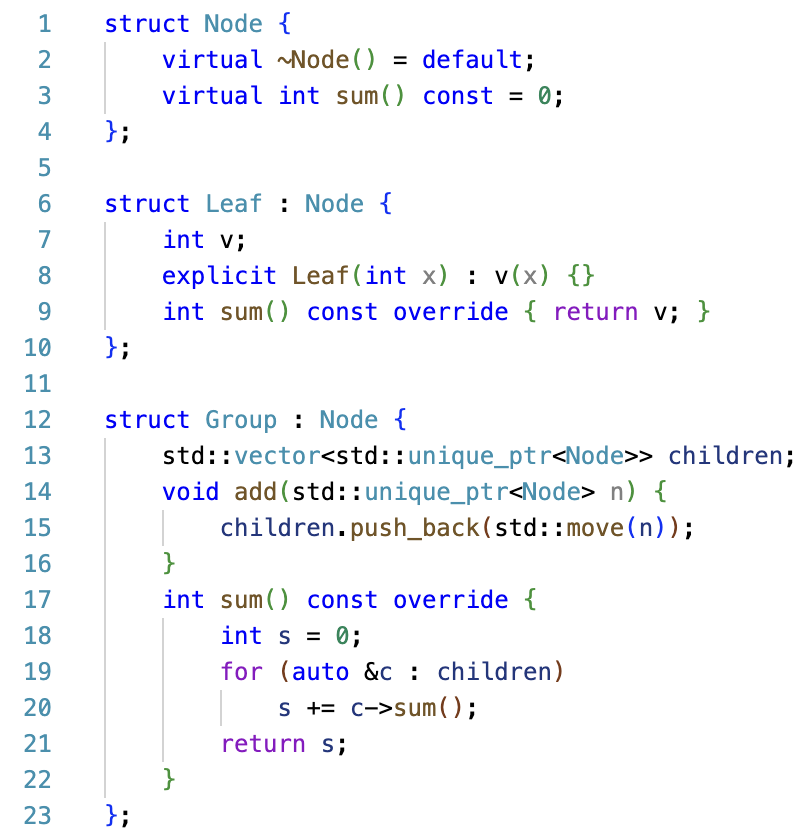 1 struct Node {
2     virtual ~Node() = default;
3     virtual int sum() const = 0;
4 };
5
6 struct Leaf : Node {
7     int v;
8     explicit Leaf(int x) : v(x) {}
9     int sum() const override { return v; }
10 };
11
12 struct Group : Node {
13     std::vector<std::unique_ptr<Node>> children;
14     void add(std::unique_ptr<Node> n) {
15         children.push_back(std::move(n));
16     }
17     int sum() const override {
18         int s = 0;
19         for (auto &c : children)
20             s += c->sum();
21         return s;
22     }
23 };